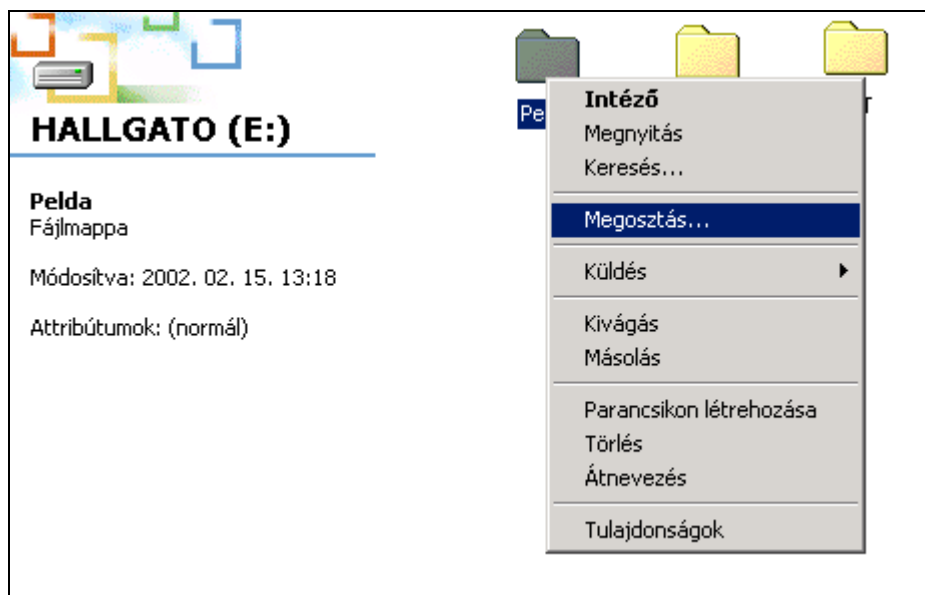 HALLGATO (E:)
Pelda
Fájlmappa
Módosítva: 2002. 02. 15. 13:18
Attribútumok: (normál)
Pe
Intéző
Megnyitás
Keresés...
Megosztás...
Küldés
Kivágás
Másolás
Parancsikon létrehozása
Törlés
Átnevezés
Tulajdonságok